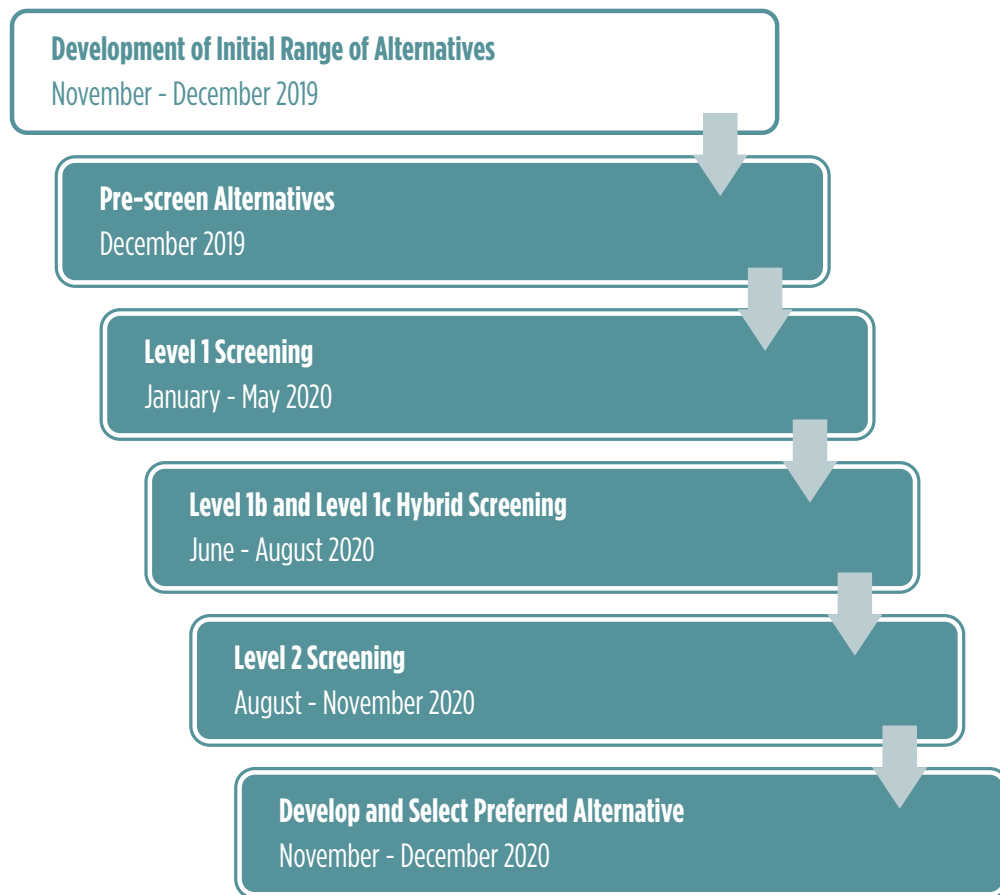 Development of Initial Range of Alternatives
November - December 2019
Pre-screen Alternatives
December 2019
Level 1 Screening
January - May 2020
Level 1b and Level 1c Hybrid Screening
June - August 2020
Level 2 Screening
August - November 2020
Develop and Select Preferred Alternative
November - December 2020